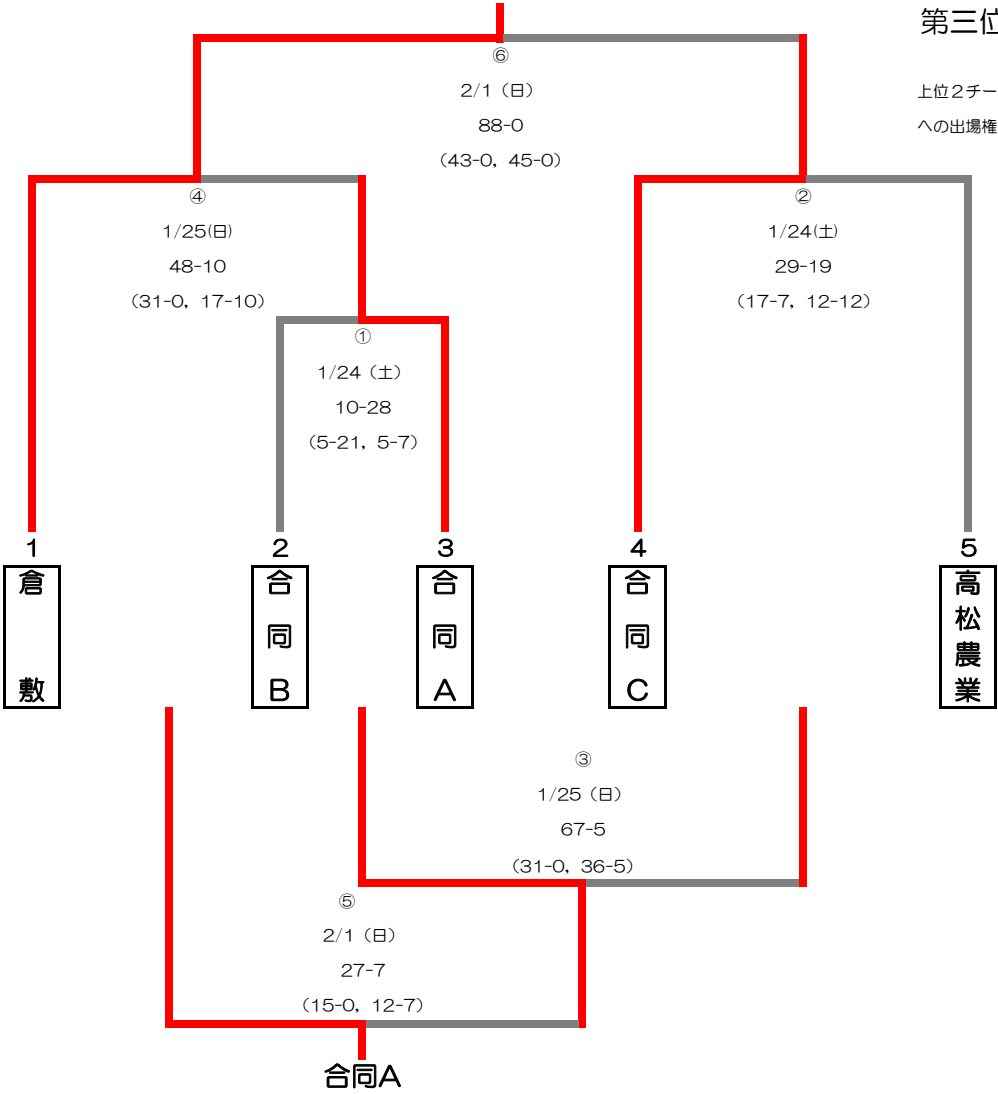 第三位
上位２チー
への出場権
⑥
2/1（日）
88-0
（43-0，45-0）
④
1/25(日)
48-10
（31-0，17-10）
②
1/24(土)
29-19
（17-7，12-12）
①
1/24（土）
10-28
（5-21，5-7）
1
2
3
4
5
倉敷
合同B
合同A
合同C
高松農業
③
1/25（日）
67-5
（31-0，36-5）
⑤
2/1（日）
27-7
（15-0，12-7）
合同A